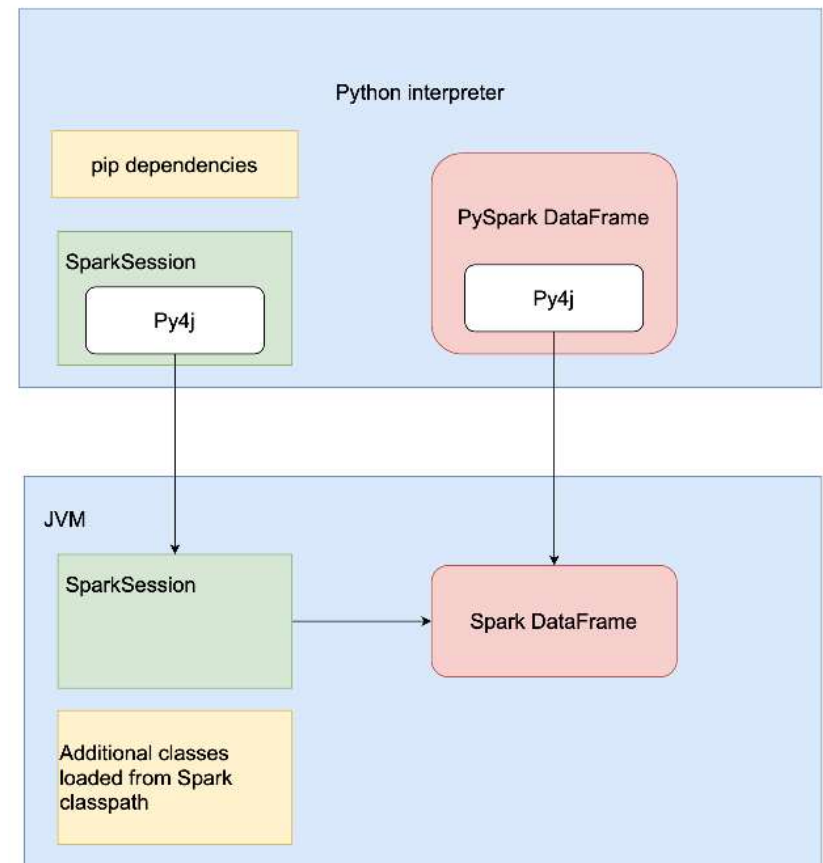 Python interpreter
pip dependencies
PySpark DataFrame
SparkSession
Py4j
Py4j
JVM
SparkSession
Spark DataFrame
Additional classes
loaded from Spark
classpath